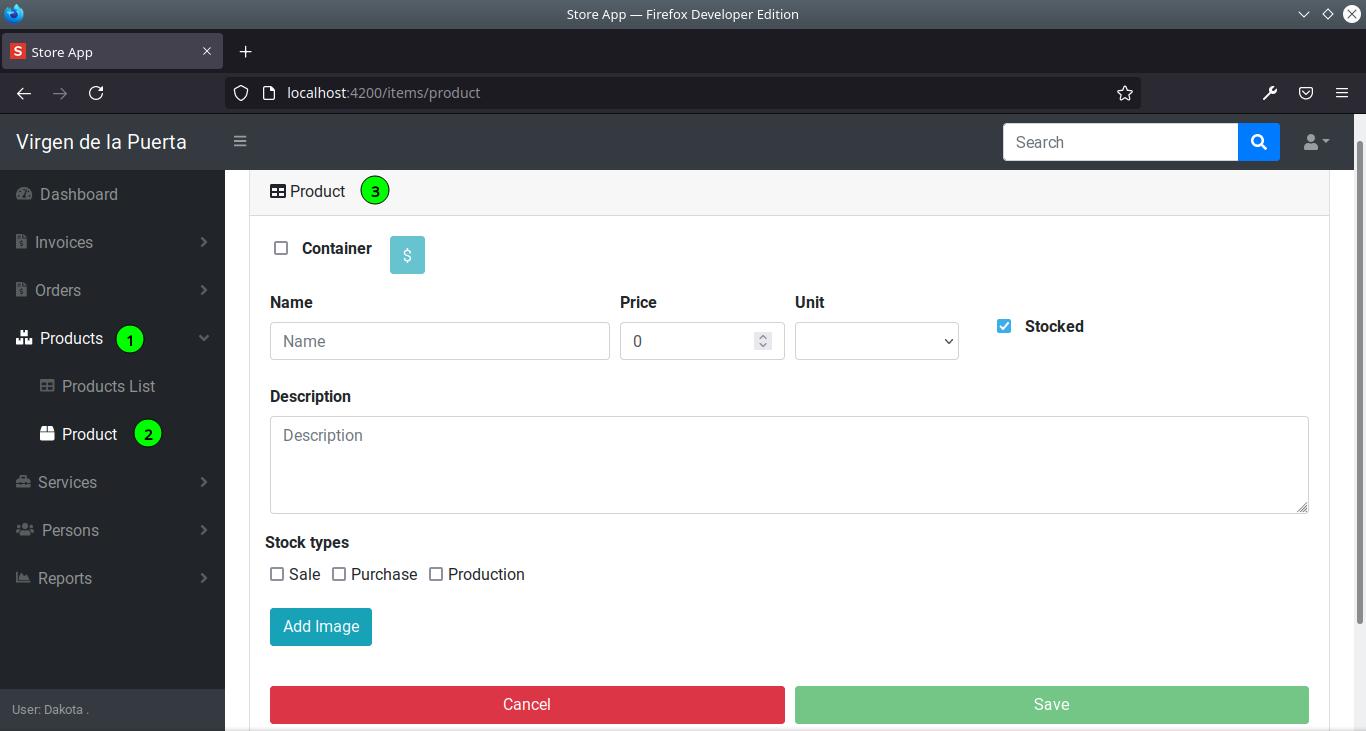 Store App — Firefox Developer Edition
S Store App
localhost:4200/items/product
Virgen de la Puerta
Search
Dashboard
Invoices
Orders
Products 1
Products List
Product 2
Services
Persons
Reports
User: Dakota .
Product 3
Container $
Name Price Unit
Stocked
Name 0
Description
Description
Stock types
Sale Purchase Production
Add Image
Cancel Save